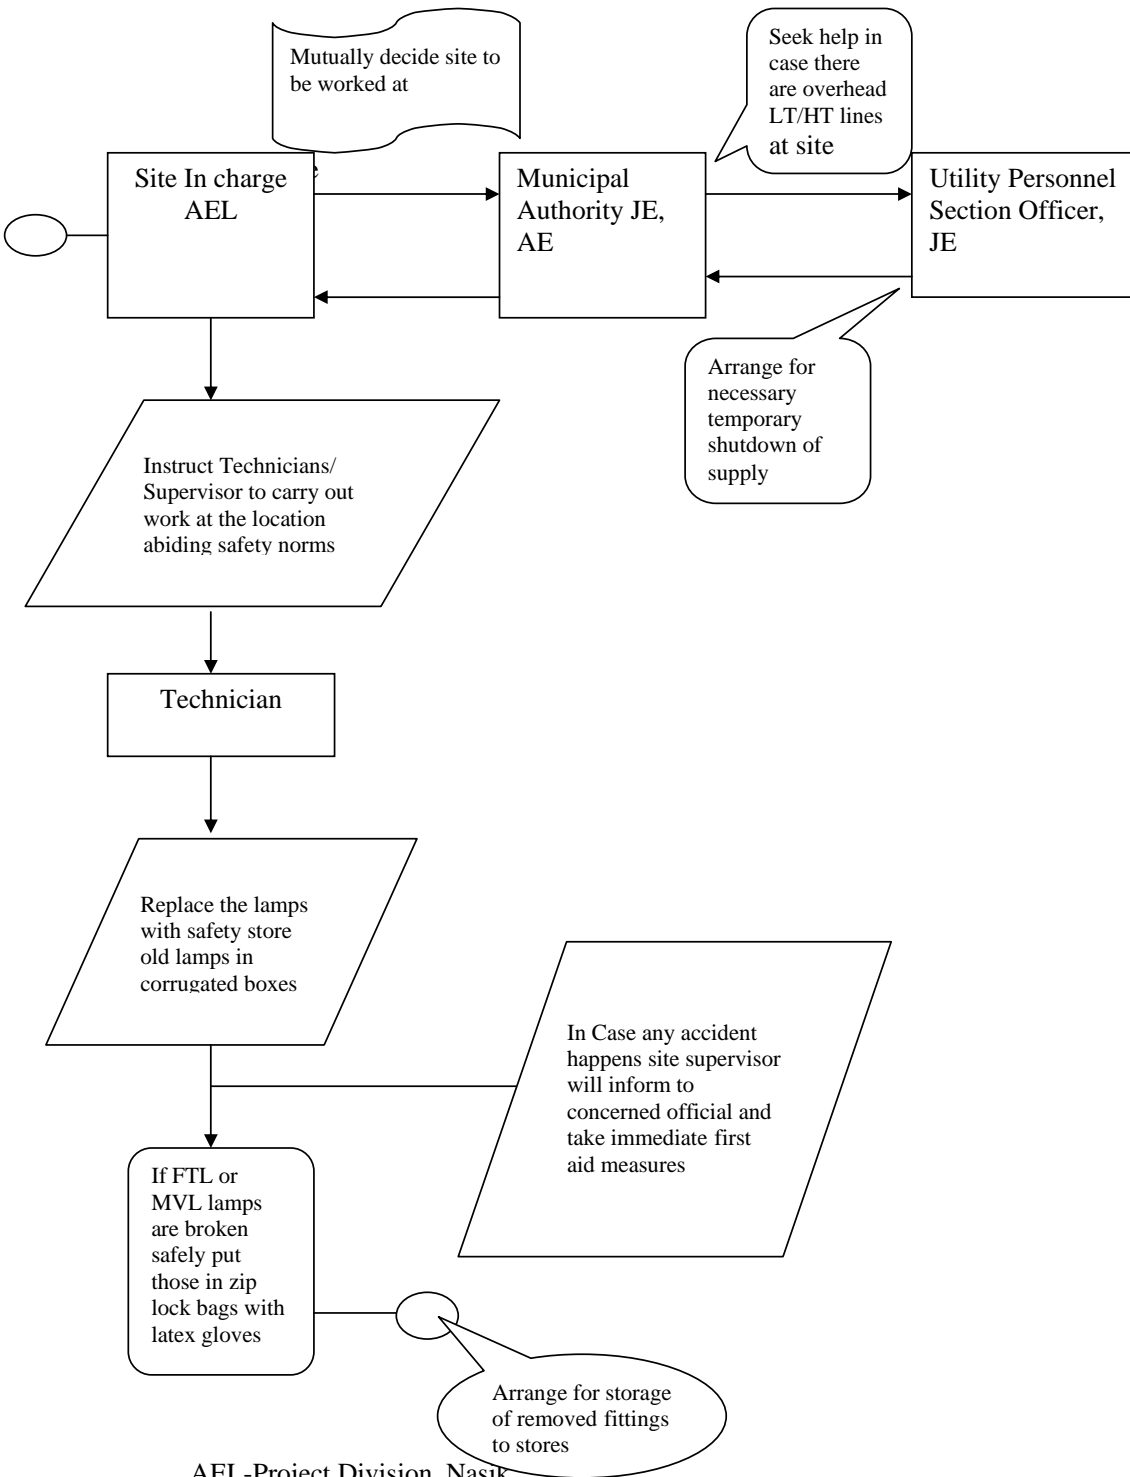 Mutually decide site to
be worked at
Seek help in
case there
are overhead
LT/HT lines
at site
Site In charge
AEL
e
Municipal
Authority JE,
AE
Utility Personnel
Section Officer,
JE
Arrange for
necessary
temporary
shutdown of
supply
Instruct Technicians/
Supervisor to carry out
work at the location
abiding safety norms
Technician
Replace the lamps
with safety store
old lamps in
corrugated boxes
In Case any accident
happens site supervisor
will inform to
concerned official and
take immediate first
aid measures
If FTL or
MVL lamps
are broken
safely put
those in zip
lock bags with
latex gloves
Arrange for storage
of removed fittings
to stores
AEL-Project Division, Nasik